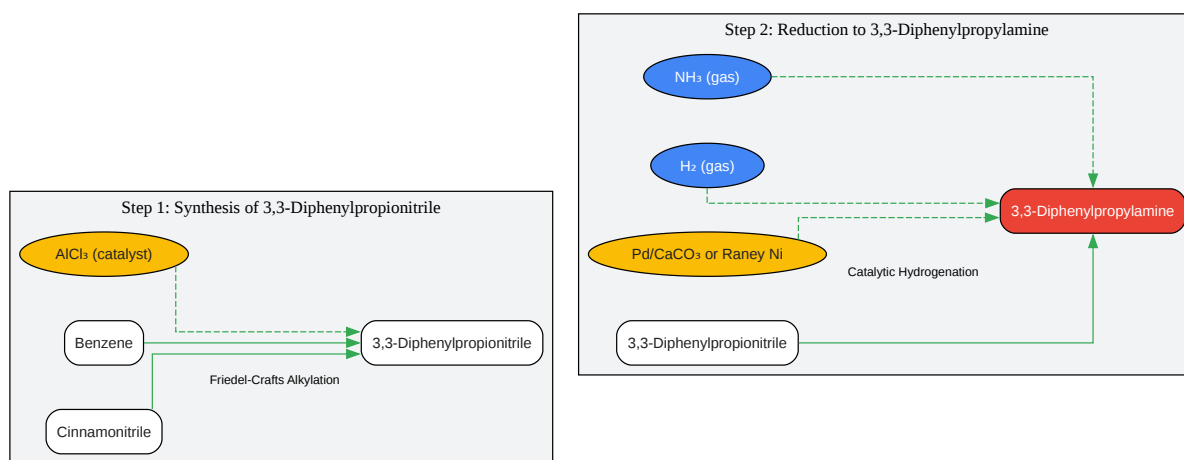 Step 1: Synthesis of 3,3-Diphenylpropionitrile
AlCl₃ (catalyst)
Benzene
3,3-Diphenylpropionitrile
Friedel-Crafts Alkylation
Cinnamonitrile
Step 2: Reduction to 3,3-Diphenylpropylamine
NH₃ (gas)
H₂ (gas)
3,3-Diphenylpropylamine
Pd/CaCO₃ or Raney Ni
Catalytic Hydrogenation
3,3-Diphenylpropionitrile